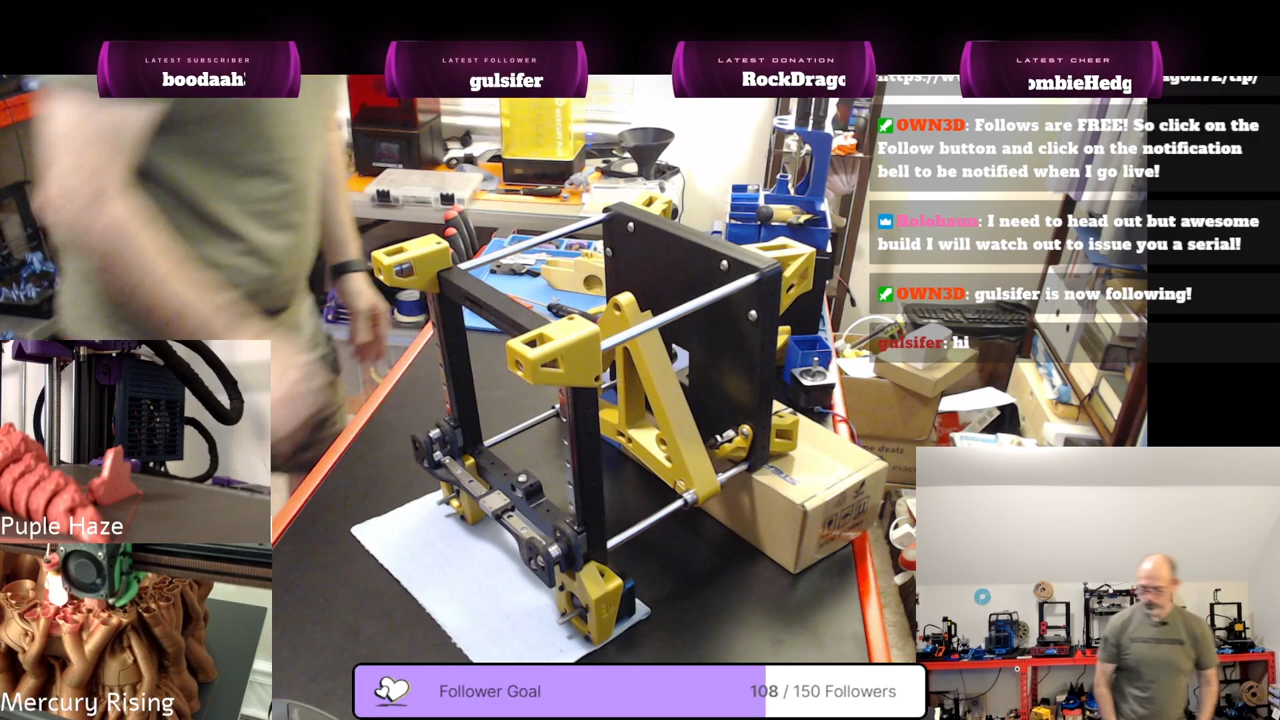 LATEST SUBSCRIBER
boodaah
LATEST FOLLOWER
gulsifer
LATEST DONATION
RockDrago
LATEST CHEER
ombieHedg
OWN3D: Follows are FREE! So click on the
Follow button and click on the notification
bell to be notified when I go live!
: I need to head out but awesome
build I will watch out to issue you a serial!
OWN3D: gulsifer is now following!
gulsifer: hi
deals
Puple Haze
Mercury Rising
Follower Goal
108 / 150 Followers